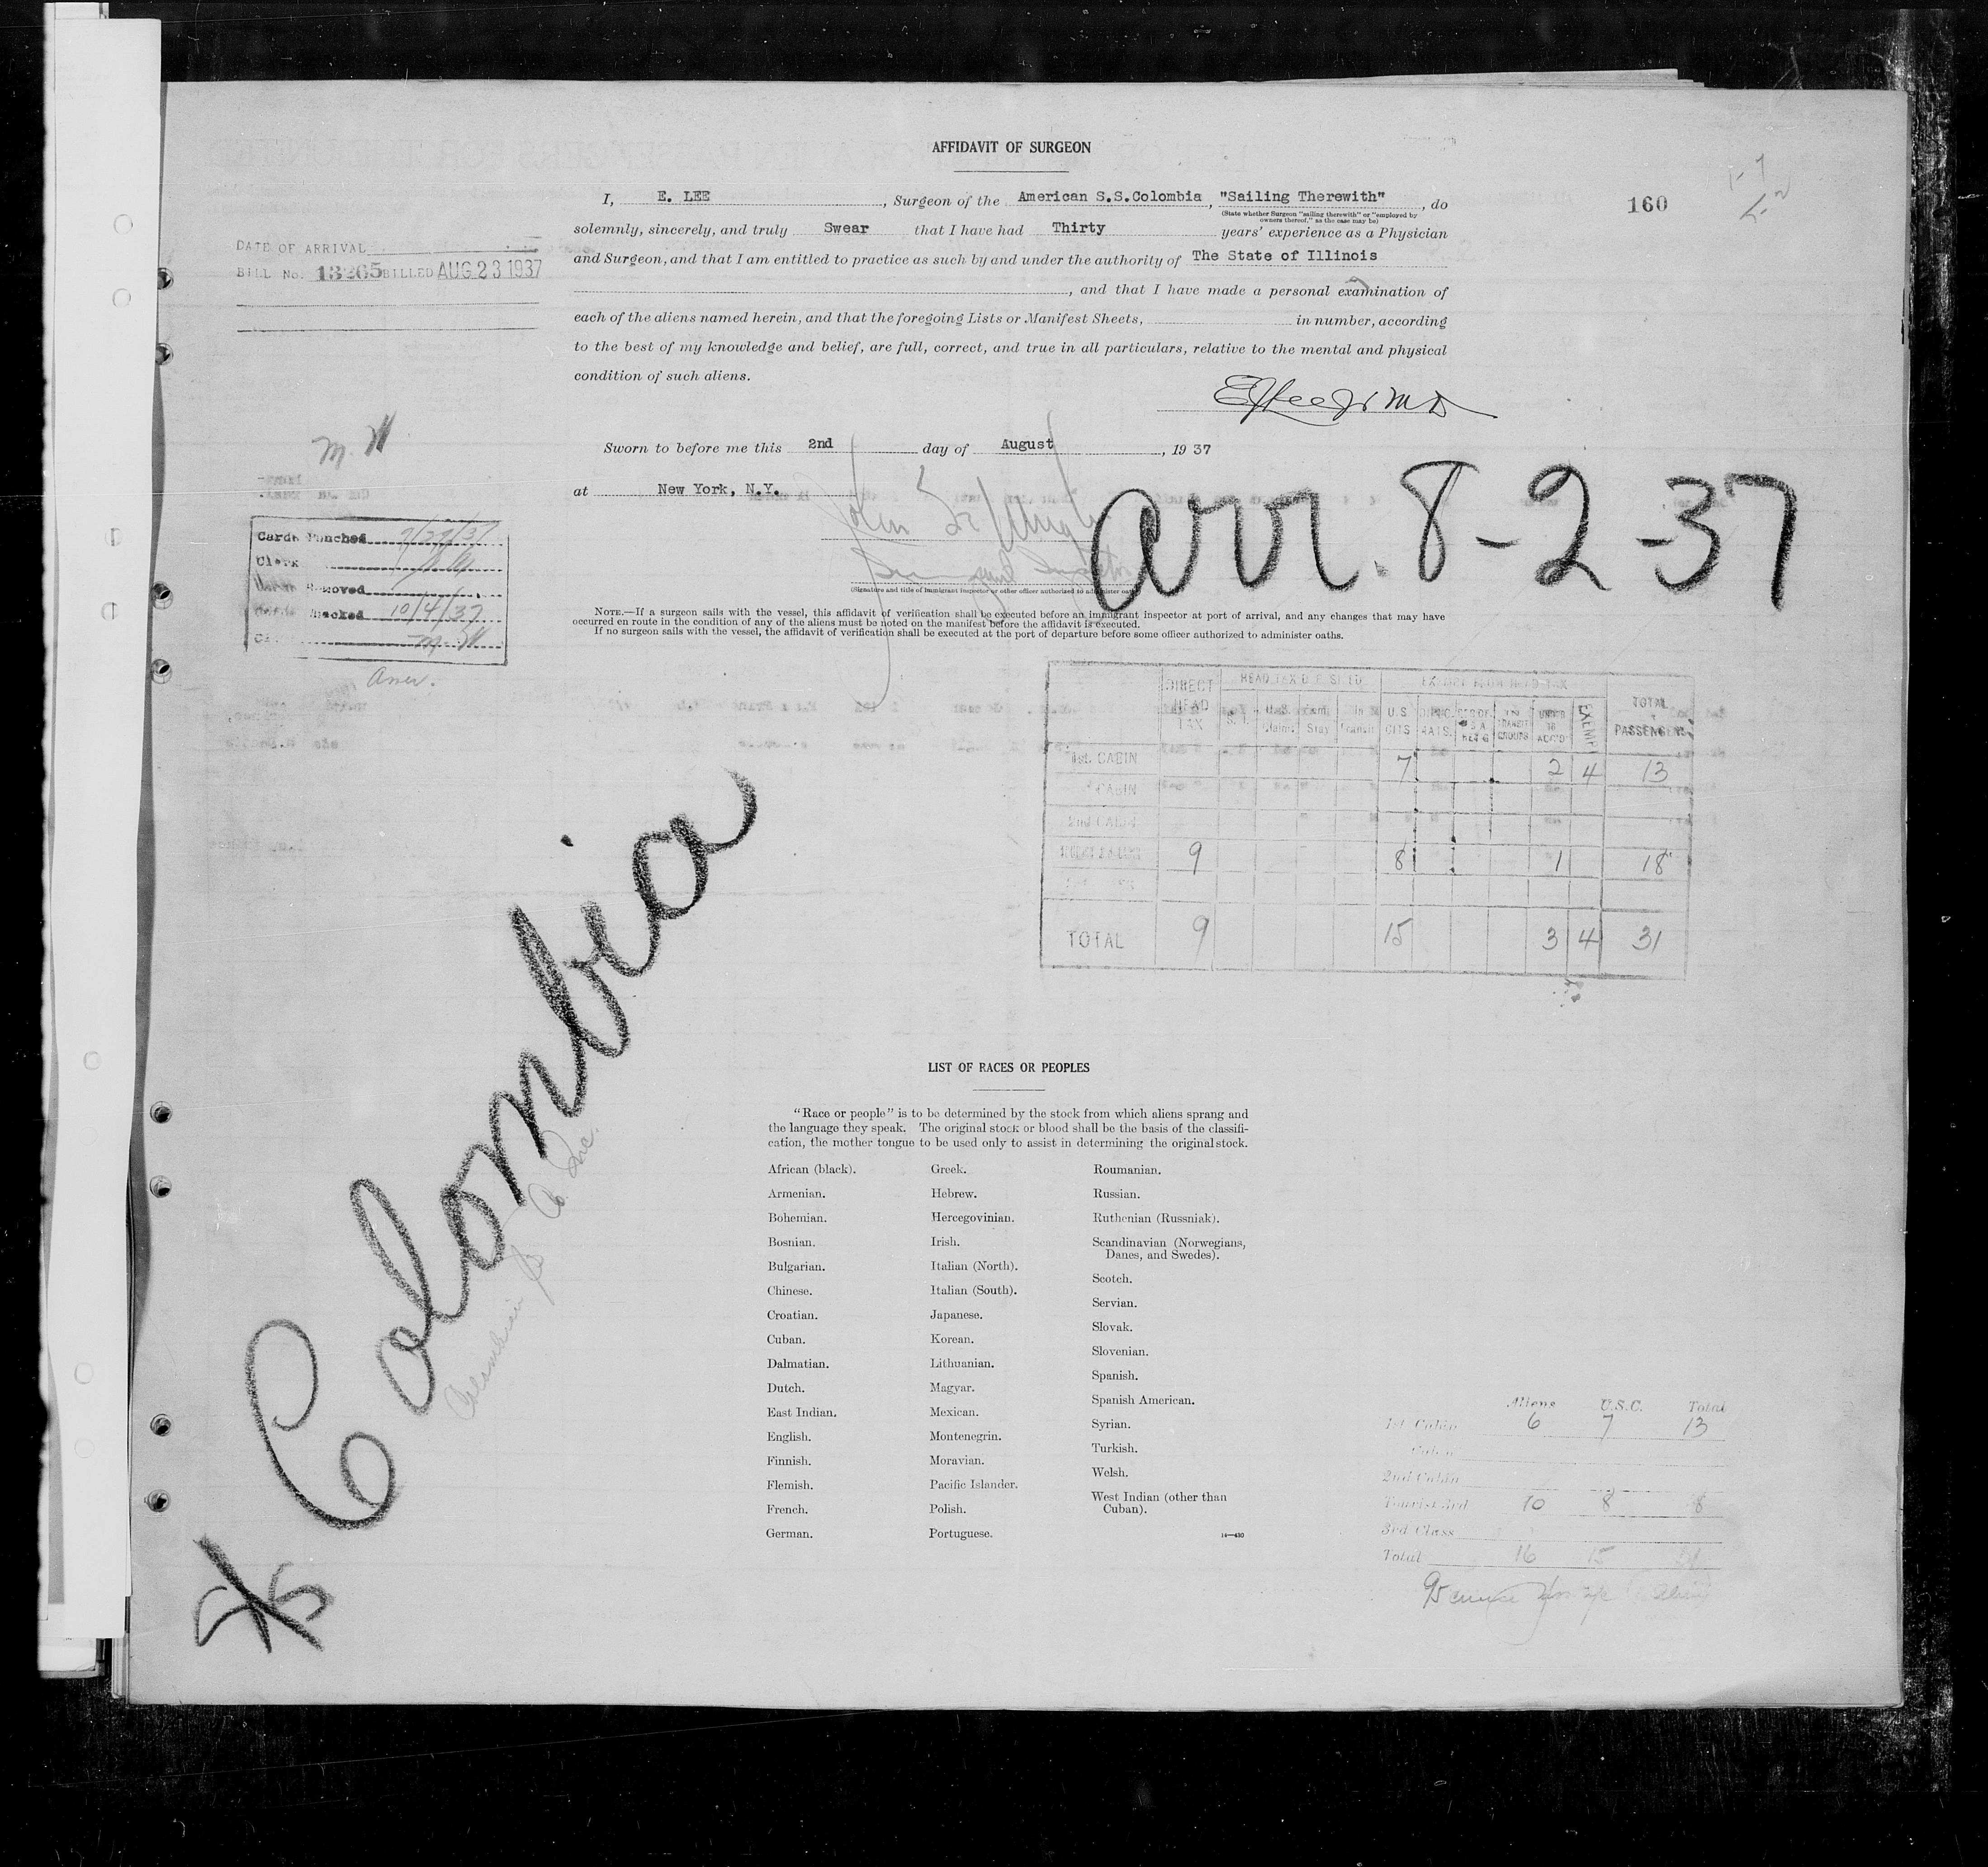 AFFIDAVIT OF SURGEON
160
I, E. LEE, Surgeon of the American S.S.Colombia, "Sailing Therewith", do
(State whether Surgeon "sailing therewith" or "employed by owners thereof," as the case may be)
solemnly, sincerely, and truly Swear that I have had Thirty years' experience as a Physician
and Surgeon, and that I am entitled to practice as such by and under the authority of The State of Illinois
, and that I have made a personal examination of
each of the aliens named herein, and that the foregoing Lists or Manifest Sheets, in number, according
to the best of my knowledge and belief, are full, correct, and true in all particulars, relative to the mental and physical
condition of such aliens.
DATE OF ARRIVAL
BILL No. 13205 BILLED AUG 23 1937
Sworn to before me this 2nd day of August, 1937
at New York, N.Y.
arr. 8-2-37
(Signature and title of Immigrant Inspector or other officer authorized to administer oaths)
NOTE.—If a surgeon sails with the vessel, this affidavit of verification shall be executed before an immigrant inspector at port of arrival, and any changes that may have
occurred en route in the condition of any of the aliens must be noted on the manifest before the affidavit is executed.
If no surgeon sails with the vessel, the affidavit of verification shall be executed at the port of departure before some officer authorized to administer oaths.
Cards Punched
Clerk
Removed
10/4/37
Amer.
DIRECT HEAD TAX
U.S. CITS
EXEMPT
TOTAL PASSENGERS
1st. CABIN 7 2 4 13
CABIN
2nd CABIN
9 8 1 18
TOTAL 9 15 3 4 31
Colombia
LIST OF RACES OR PEOPLES
"Race or people" is to be determined by the stock from which aliens sprang and
the language they speak. The original stock or blood shall be the basis of the classifi-
cation, the mother tongue to be used only to assist in determining the original stock.
African (black).
Armenian.
Bohemian.
Bosnian.
Bulgarian.
Chinese.
Croatian.
Cuban.
Dalmatian.
Dutch.
East Indian.
English.
Finnish.
Flemish.
French.
German.
Greek.
Hebrew.
Hercegovinian.
Irish.
Italian (North).
Italian (South).
Japanese.
Korean.
Lithuanian.
Magyar.
Mexican.
Montenegrin.
Moravian.
Pacific Islander.
Polish.
Portuguese.
Roumanian.
Russian.
Ruthenian (Russniak).
Scandinavian (Norwegians,
Danes, and Swedes).
Scotch.
Servian.
Slovak.
Slovenian.
Spanish.
Spanish American.
Syrian.
Turkish.
Welsh.
West Indian (other than
Cuban).
14—430
Aliens U.S.C. Total
1st Cabin 6 7 13
Cabin
2nd Cabin
Tourist 3rd 10 8 18
3rd Class
Total 16 15